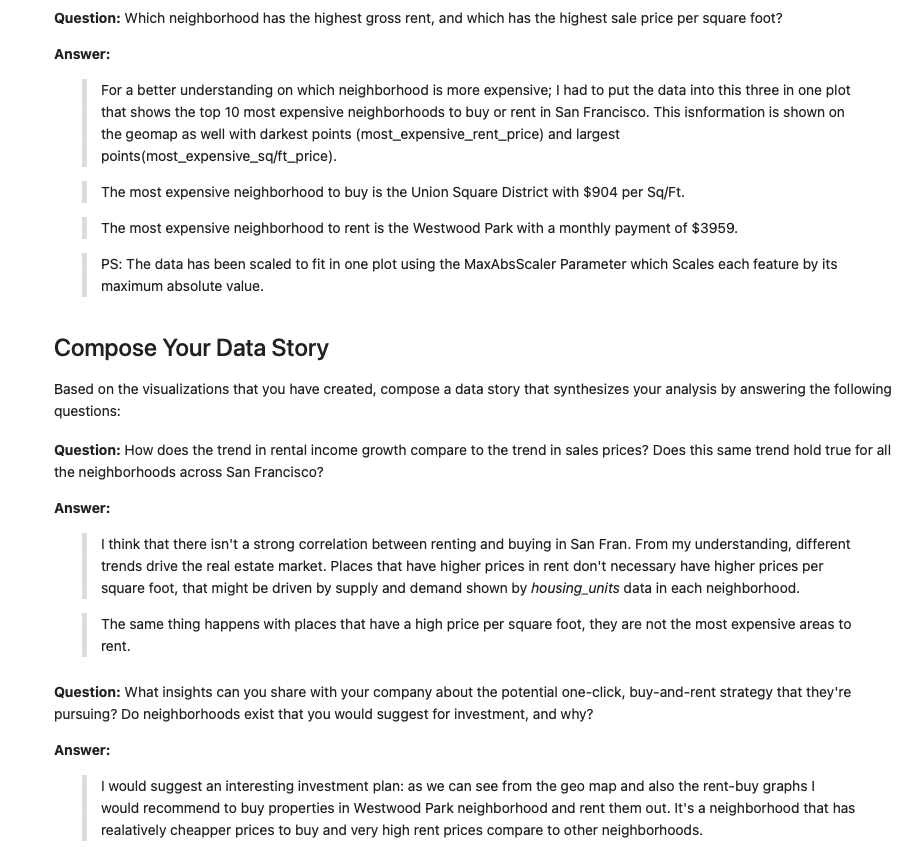 Question: Which neighborhood has the highest gross rent, and which has the highest sale price per square foot?
Answer:
For a better understanding on which neighborhood is more expensive; I had to put the data into this three in one plot
that shows the top 10 most expensive neighborhoods to buy or rent in San Francisco. This isnformation is shown on
the geomap as well with darkest points (most_expensive_rent_price) and largest
points(most_expensive_sq/ft_price).
The most expensive neighborhood to buy is the Union Square District with $904 per Sq/Ft.
The most expensive neighborhood to rent is the Westwood Park with a monthly payment of $3959.
PS: The data has been scaled to fit in one plot using the MaxAbsScaler Parameter which Scales each feature by its
maximum absolute value.
Compose Your Data Story
Based on the visualizations that you have created, compose a data story that synthesizes your analysis by answering the following
questions:
Question: How does the trend in rental income growth compare to the trend in sales prices? Does this same trend hold true for all
the neighborhoods across San Francisco?
Answer:
I think that there isn't a strong correlation between renting and buying in San Fran. From my understanding, different
trends drive the real estate market. Places that have higher prices in rent don't necessary have higher prices per
square foot, that might be driven by supply and demand shown by housing_units data in each neighborhood.
The same thing happens with places that have a high price per square foot, they are not the most expensive areas to
rent.
Question: What insights can you share with your company about the potential one-click, buy-and-rent strategy that they're
pursuing? Do neighborhoods exist that you would suggest for investment, and why?
Answer:
I would suggest an interesting investment plan: as we can see from the geo map and also the rent-buy graphs I
would recommend to buy properties in Westwood Park neighborhood and rent them out. It's a neighborhood that has
realatively cheapper prices to buy and very high rent prices compare to other neighborhoods.